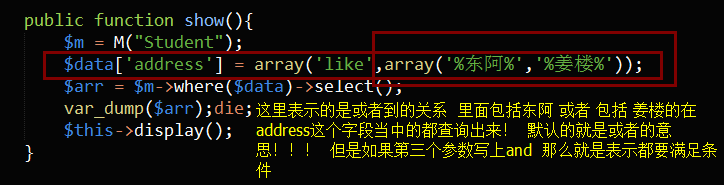 public function show(){
$m = M("Student");
$data['address'] = array('like',array('%东阿%','%姜楼%'));
$arr = $m->where($data)->select();
var_dump($arr);die;这里表示的是或者到的关系 里面包括东阿 或者 包括 姜楼的在
$this->display(); address这个字段当中的都查询出来！ 默认的就是或者的意
} 思！！！ 但是如果第三个参数写上and 那么就是表示都要满足条
件